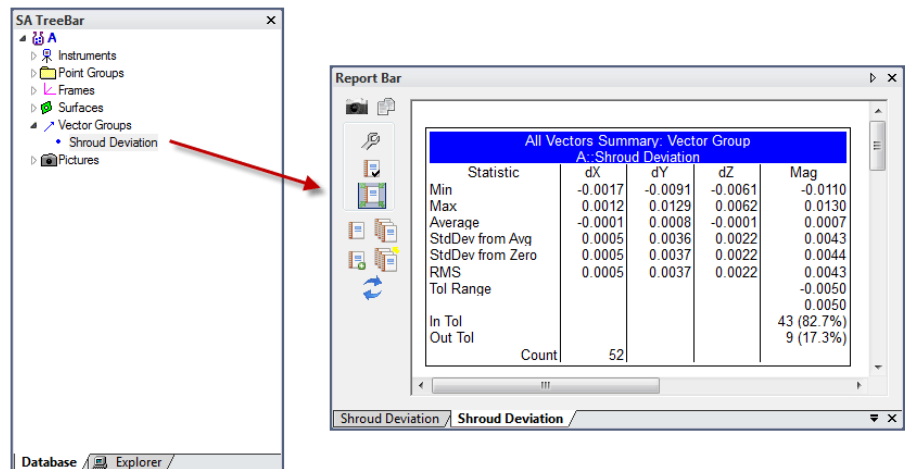 SA TreeBar
A
Instruments
Point Groups
Frames
Surfaces
Vector Groups
Shroud Deviation
Pictures
Database
Explorer
Report Bar
All Vectors Summary: Vector Group
A::Shroud Deviation
Statistic dX dY dZ Mag
Min -0.0017 -0.0091 -0.0061 -0.0110
Max 0.0012 0.0129 0.0062 0.0130
Average -0.0001 0.0008 -0.0001 0.0007
StdDev from Avg 0.0005 0.0036 0.0022 0.0043
StdDev from Zero 0.0005 0.0037 0.0022 0.0044
RMS 0.0005 0.0037 0.0022 0.0043
Tol Range -0.0050
0.0050
In Tol 43 (82.7%)
Out Tol 9 (17.3%)
Count 52
Shroud Deviation Shroud Deviation